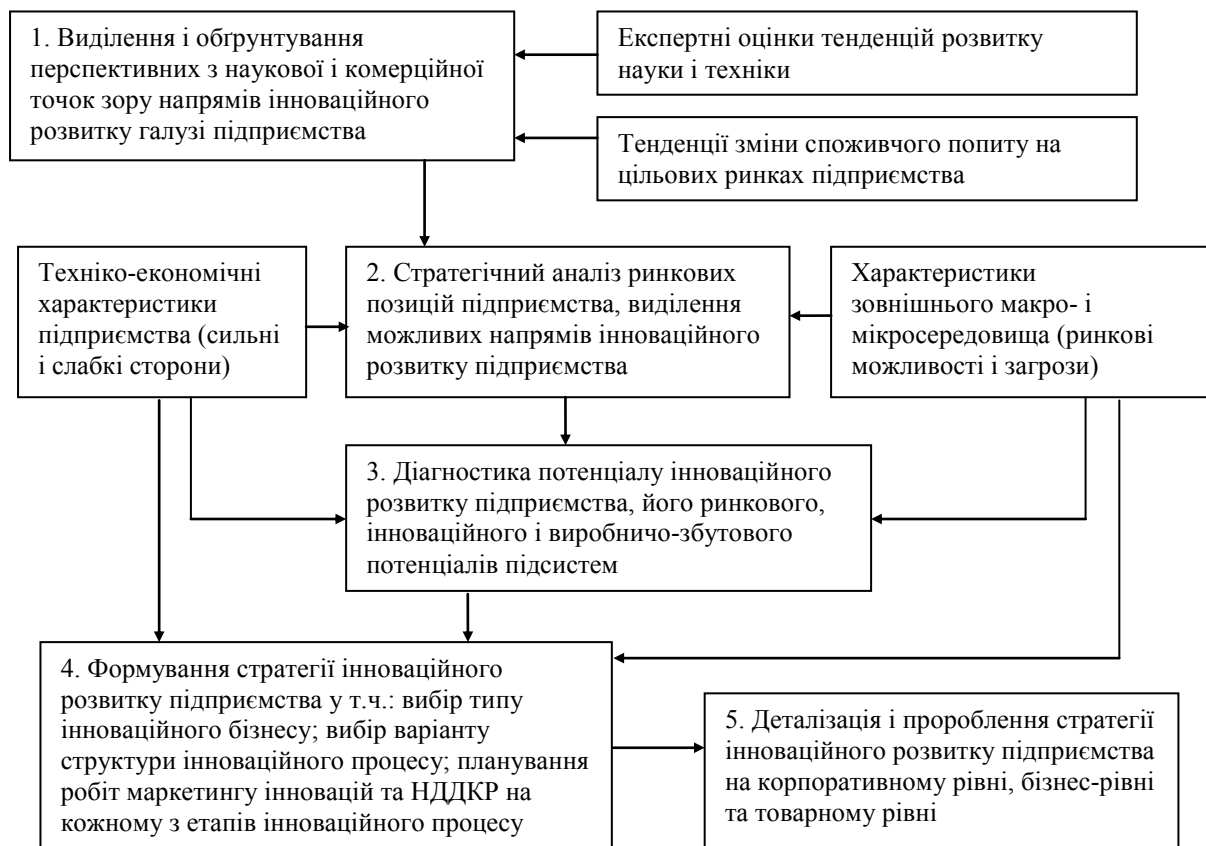 1. Виділення і обґрунтування
перспективних з наукової і комерційної
точок зору напрямів інноваційного
розвитку галузі підприємства
Експертні оцінки тенденцій розвитку
науки і техніки
Тенденції зміни споживчого попиту на
цільових ринках підприємства
Техніко-економічні
характеристики
підприємства (сильні
і слабкі сторони)
2. Стратегічний аналіз ринкових
позицій підприємства, виділення
можливих напрямів інноваційного
розвитку підприємства
Характеристики
зовнішнього макро- і
мікросередовища (ринкові
можливості і загрози)
3. Діагностика потенціалу інноваційного
розвитку підприємства, його ринкового,
інноваційного і виробничо-збутового
потенціалів підсистем
4. Формування стратегії інноваційного
розвитку підприємства у т.ч.: вибір типу
інноваційного бізнесу; вибір варіанту
структури інноваційного процесу; планування
робіт маркетингу інновацій та НДДКР на
кожному з етапів інноваційного процесу
5. Деталізація і пророблення стратегії
інноваційного розвитку підприємства
на корпоративному рівні, бізнес-рівні
та товарному рівні